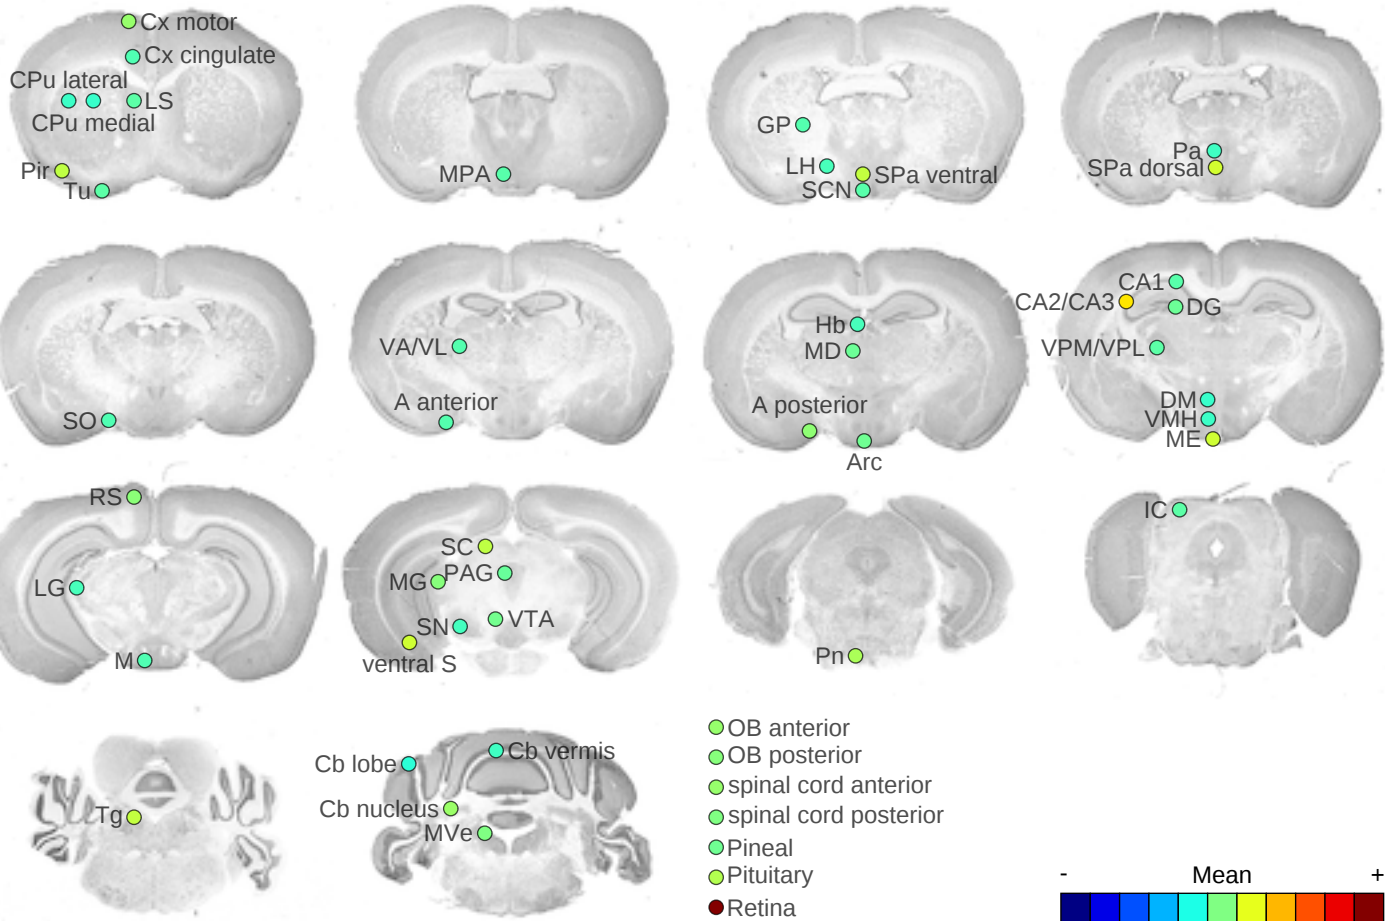 Cx motor
Cx cingulate
CPu lateral
LS
CPu medial
Pir
Tu
MPA
GP
LH
SPa ventral
SCN
Pa
SPa dorsal
SO
VA/VL
A anterior
Hb
MD
A posterior
Arc
CA1
CA2/CA3
DG
VPM/VPL
DM
VMH
ME
RS
LG
M
SC
MG
PAG
SN
VTA
ventral S
Pn
IC
Tg
Cb lobe
Cb vermis
Cb nucleus
MVe
OB anterior
OB posterior
spinal cord anterior
spinal cord posterior
Pineal
Pituitary
Retina
- Mean +